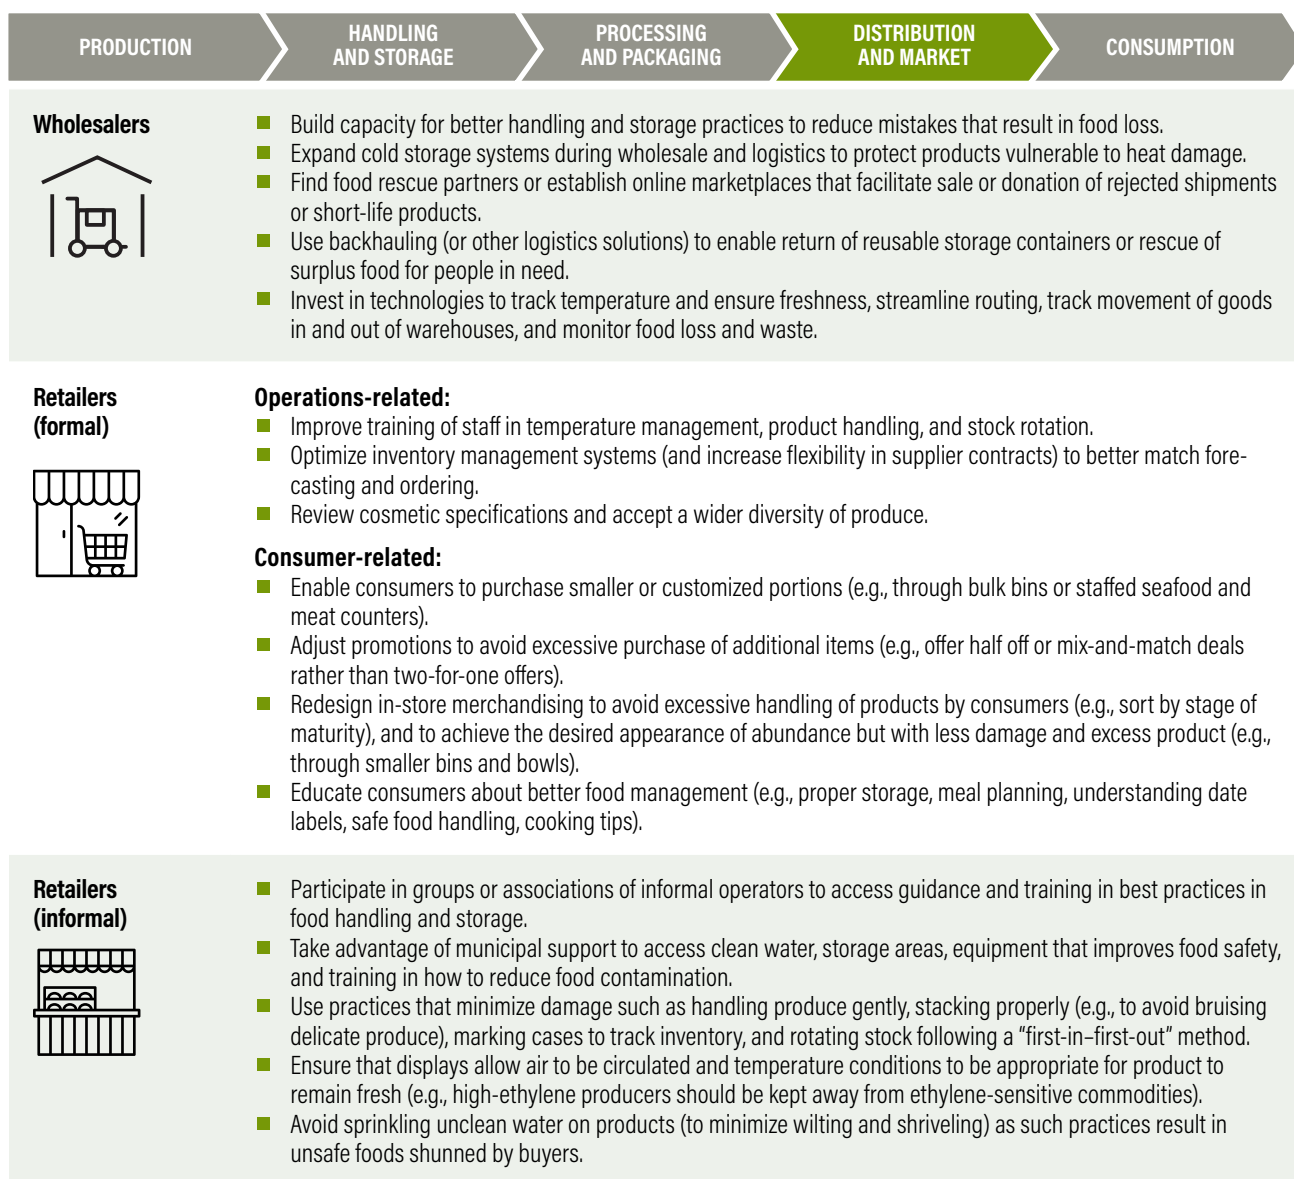 PRODUCTION
HANDLING
AND STORAGE
PROCESSING
AND PACKAGING
DISTRIBUTION
AND MARKET
CONSUMPTION
Wholesalers
■ Build capacity for better handling and storage practices to reduce mistakes that result in food loss.
■ Expand cold storage systems during wholesale and logistics to protect products vulnerable to heat damage.
■ Find food rescue partners or establish online marketplaces that facilitate sale or donation of rejected shipments
or short-life products.
■ Use backhauling (or other logistics solutions) to enable return of reusable storage containers or rescue of
surplus food for people in need.
■ Invest in technologies to track temperature and ensure freshness, streamline routing, track movement of goods
in and out of warehouses, and monitor food loss and waste.
Retailers
(formal)
Operations-related:
■ Improve training of staff in temperature management, product handling, and stock rotation.
■ Optimize inventory management systems (and increase flexibility in supplier contracts) to better match fore-
casting and ordering.
■ Review cosmetic specifications and accept a wider diversity of produce.
Consumer-related:
■ Enable consumers to purchase smaller or customized portions (e.g., through bulk bins or staffed seafood and
meat counters).
■ Adjust promotions to avoid excessive purchase of additional items (e.g., offer half off or mix-and-match deals
rather than two-for-one offers).
■ Redesign in-store merchandising to avoid excessive handling of products by consumers (e.g., sort by stage of
maturity), and to achieve the desired appearance of abundance but with less damage and excess product (e.g.,
through smaller bins and bowls).
■ Educate consumers about better food management (e.g., proper storage, meal planning, understanding date
labels, safe food handling, cooking tips).
Retailers
(informal)
■ Participate in groups or associations of informal operators to access guidance and training in best practices in
food handling and storage.
■ Take advantage of municipal support to access clean water, storage areas, equipment that improves food safety,
and training in how to reduce food contamination.
■ Use practices that minimize damage such as handling produce gently, stacking properly (e.g., to avoid bruising
delicate produce), marking cases to track inventory, and rotating stock following a “first-in–first-out” method.
■ Ensure that displays allow air to be circulated and temperature conditions to be appropriate for product to
remain fresh (e.g., high-ethylene producers should be kept away from ethylene-sensitive commodities).
■ Avoid sprinkling unclean water on products (to minimize wilting and shriveling) as such practices result in
unsafe foods shunned by buyers.